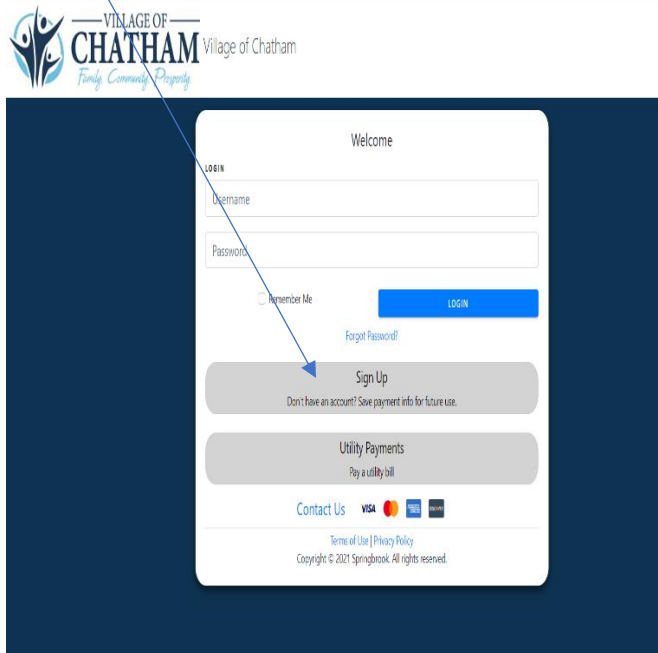 VILLAGE OF
CHATHAM
Family. Community. Prosperity.
Village of Chatham
Welcome
LOGIN
Username
Password
Remember Me
LOGIN
Forgot Password?
Sign Up
Don't have an account? Save payment info for future use.
Utility Payments
Pay a utility bill
Contact Us VISA
Terms of Use | Privacy Policy
Copyright © 2021 Springbrook. All rights reserved.